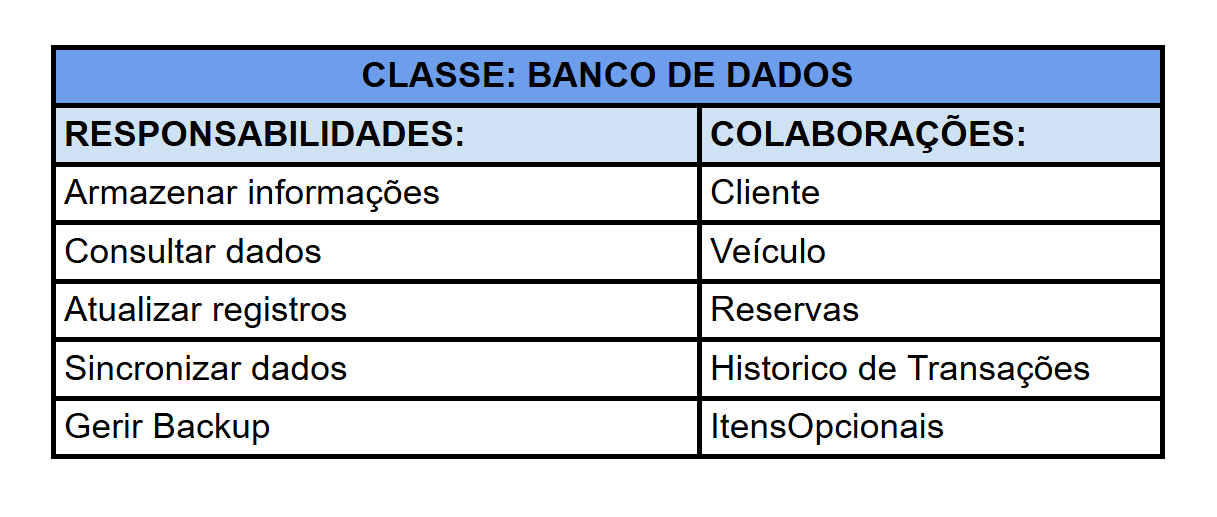 CLASSE: BANCO DE DADOS
RESPONSABILIDADES: COLABORAÇÕES:
Armazenar informações Cliente
Consultar dados Veículo
Atualizar registros Reservas
Sincronizar dados Historico de Transações
Gerir Backup ItensOpcionais